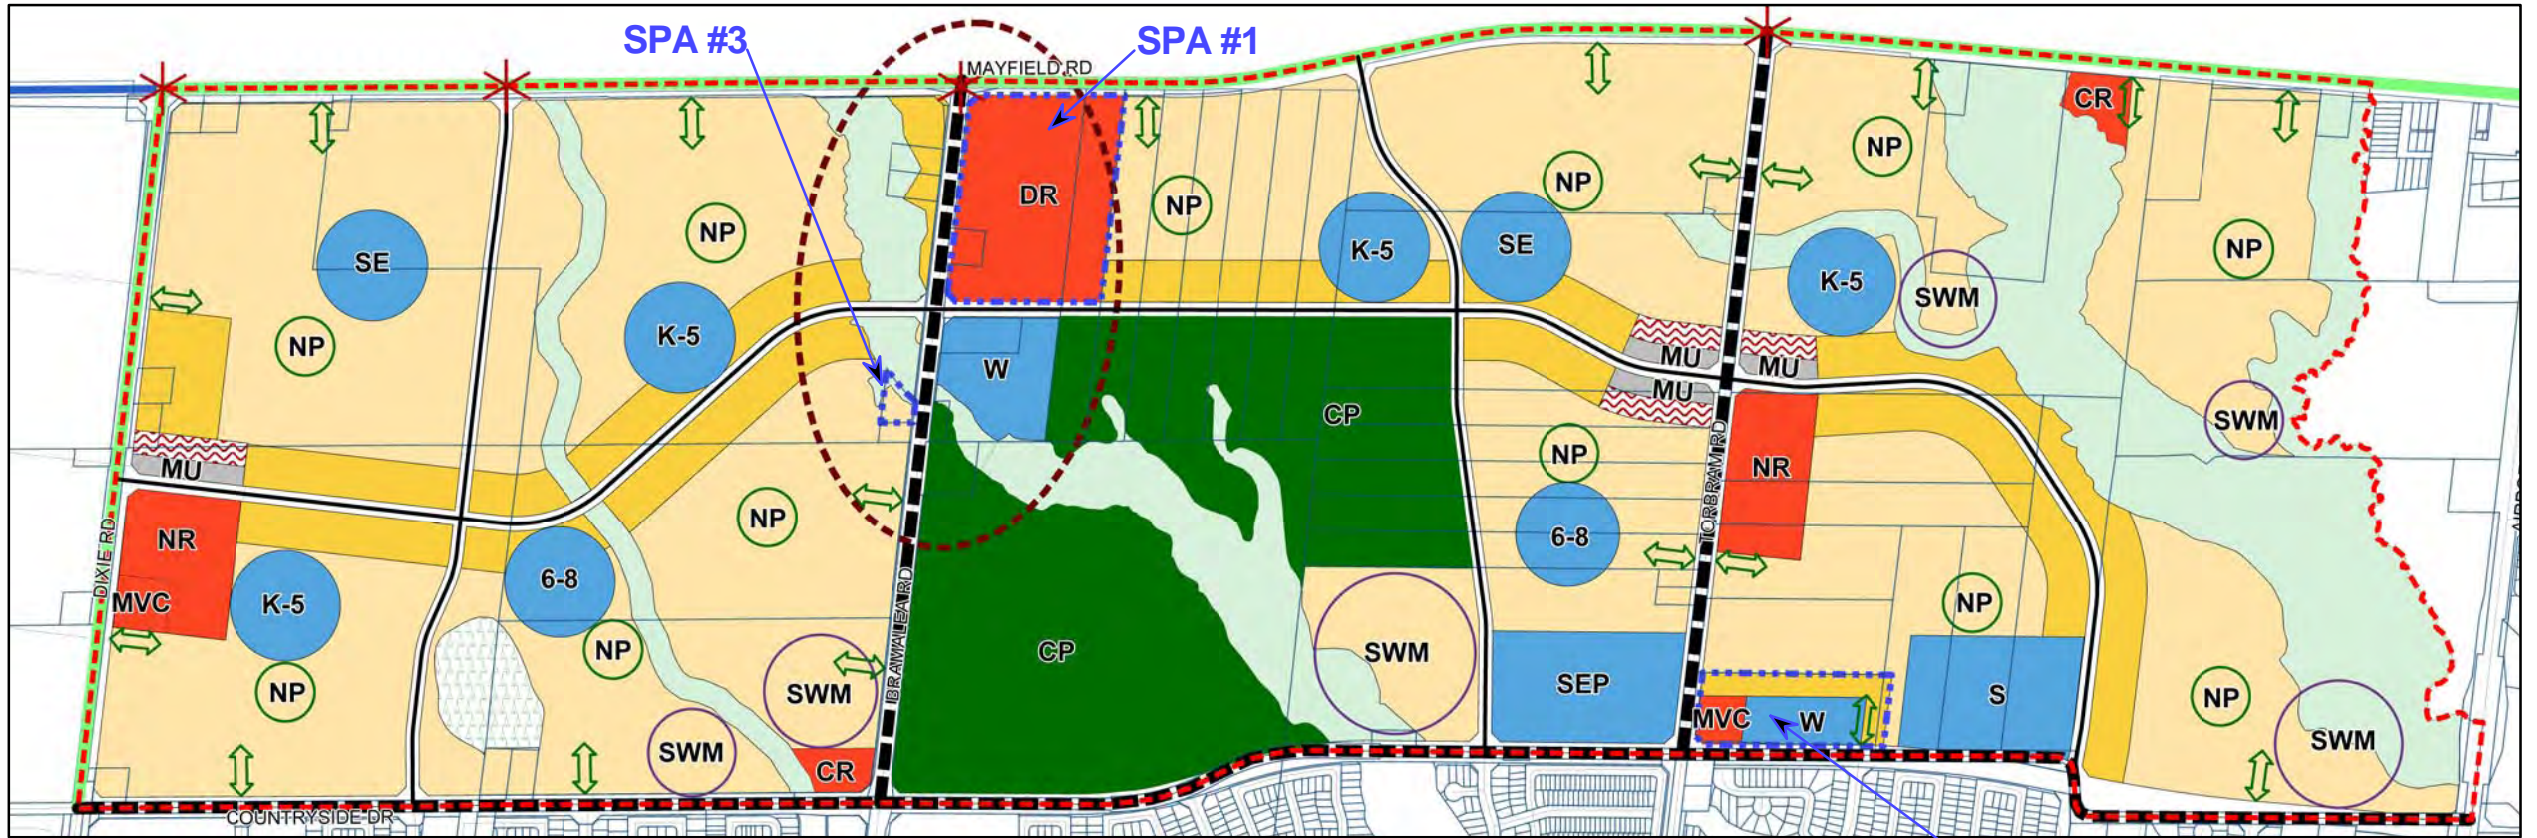 SPA #3
SPA #1
MAYFIELD RD
CR
DR
NP
NP
NP
NP
NP
NP
SE
K-5
SE
K-5
SWM
K-5
NP
W
MU
MU
MU
CP
SWM
MU
NR
NP
NP
NR
6-8
6-8
MVC
K-5
NP
NP
NP
CP
SWM
SWM
SEP
S
NP
MVC
W
SWM
SWM
CR
DIXIE RD
BRAMALEA RD
TORBRAM RD
COUNTRYSIDE DR